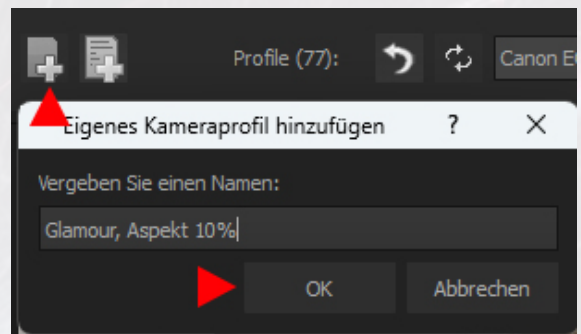 Profile (77):
Canon
Eigenes Kameraprofil hinzufügen ?
Vergeben Sie einen Namen:
Glamour, Aspekt 10%
OK
Abbrechen